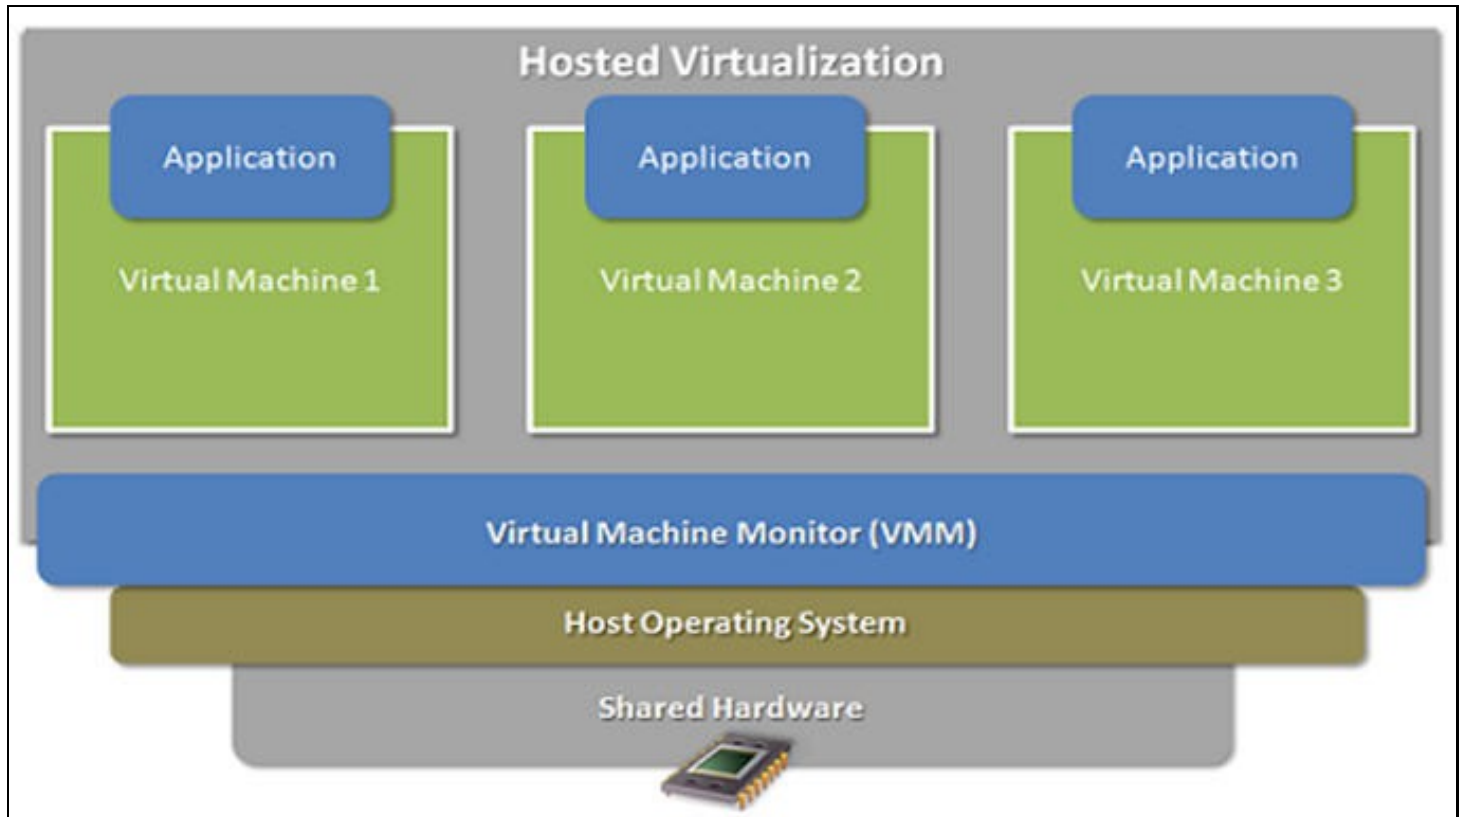 Hosted Virtualization
Application
Application
Application
Virtual Machine 1
Virtual Machine 2
Virtual Machine 3
Virtual Machine Monitor (VMM)
Host Operating System
Shared Hardware